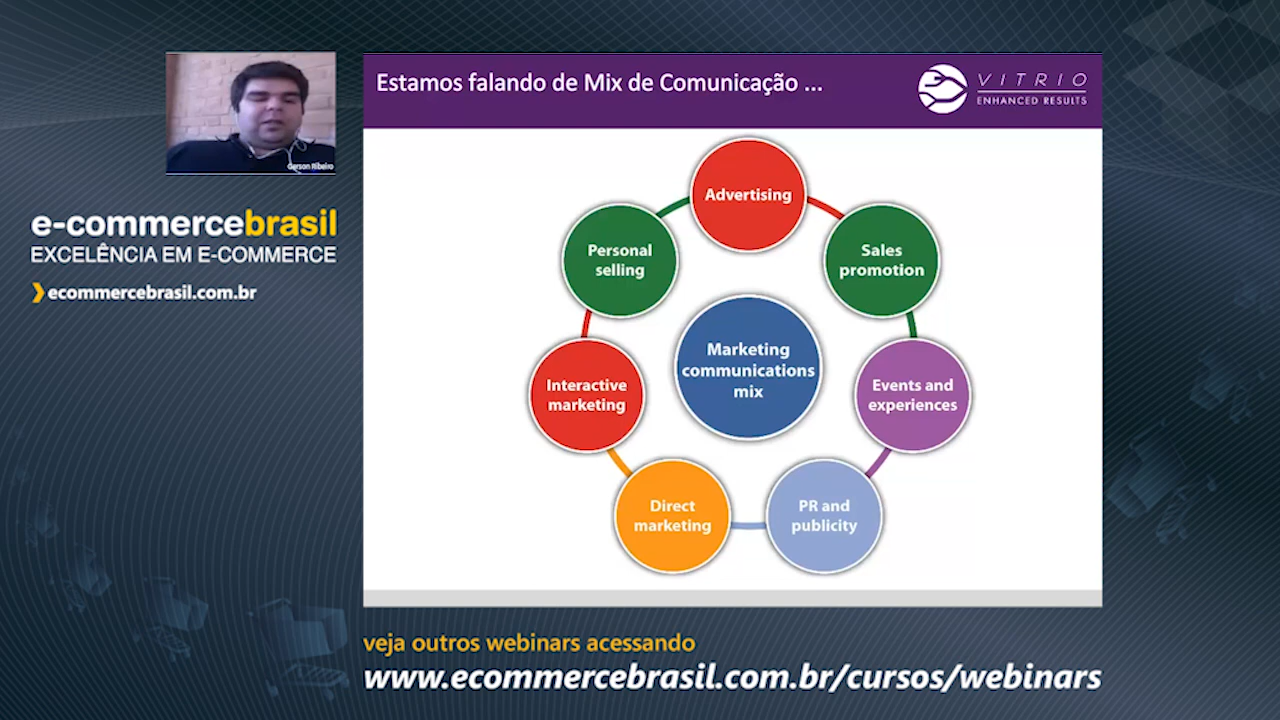 Estamos falando de Mix de Comunicação ...
VITRIO
ENHANCED RESULTS
Gerson Ribeiro
e-commercebrasil
EXCELÊNCIA EM E-COMMERCE
ecommercebrasil.com.br
Advertising
Sales
promotion
Events and
experiences
PR and
publicity
Direct
marketing
Interactive
marketing
Personal
selling
Marketing
communications
mix
veja outros webinars acessando
www.ecommercebrasil.com.br/cursos/webinars